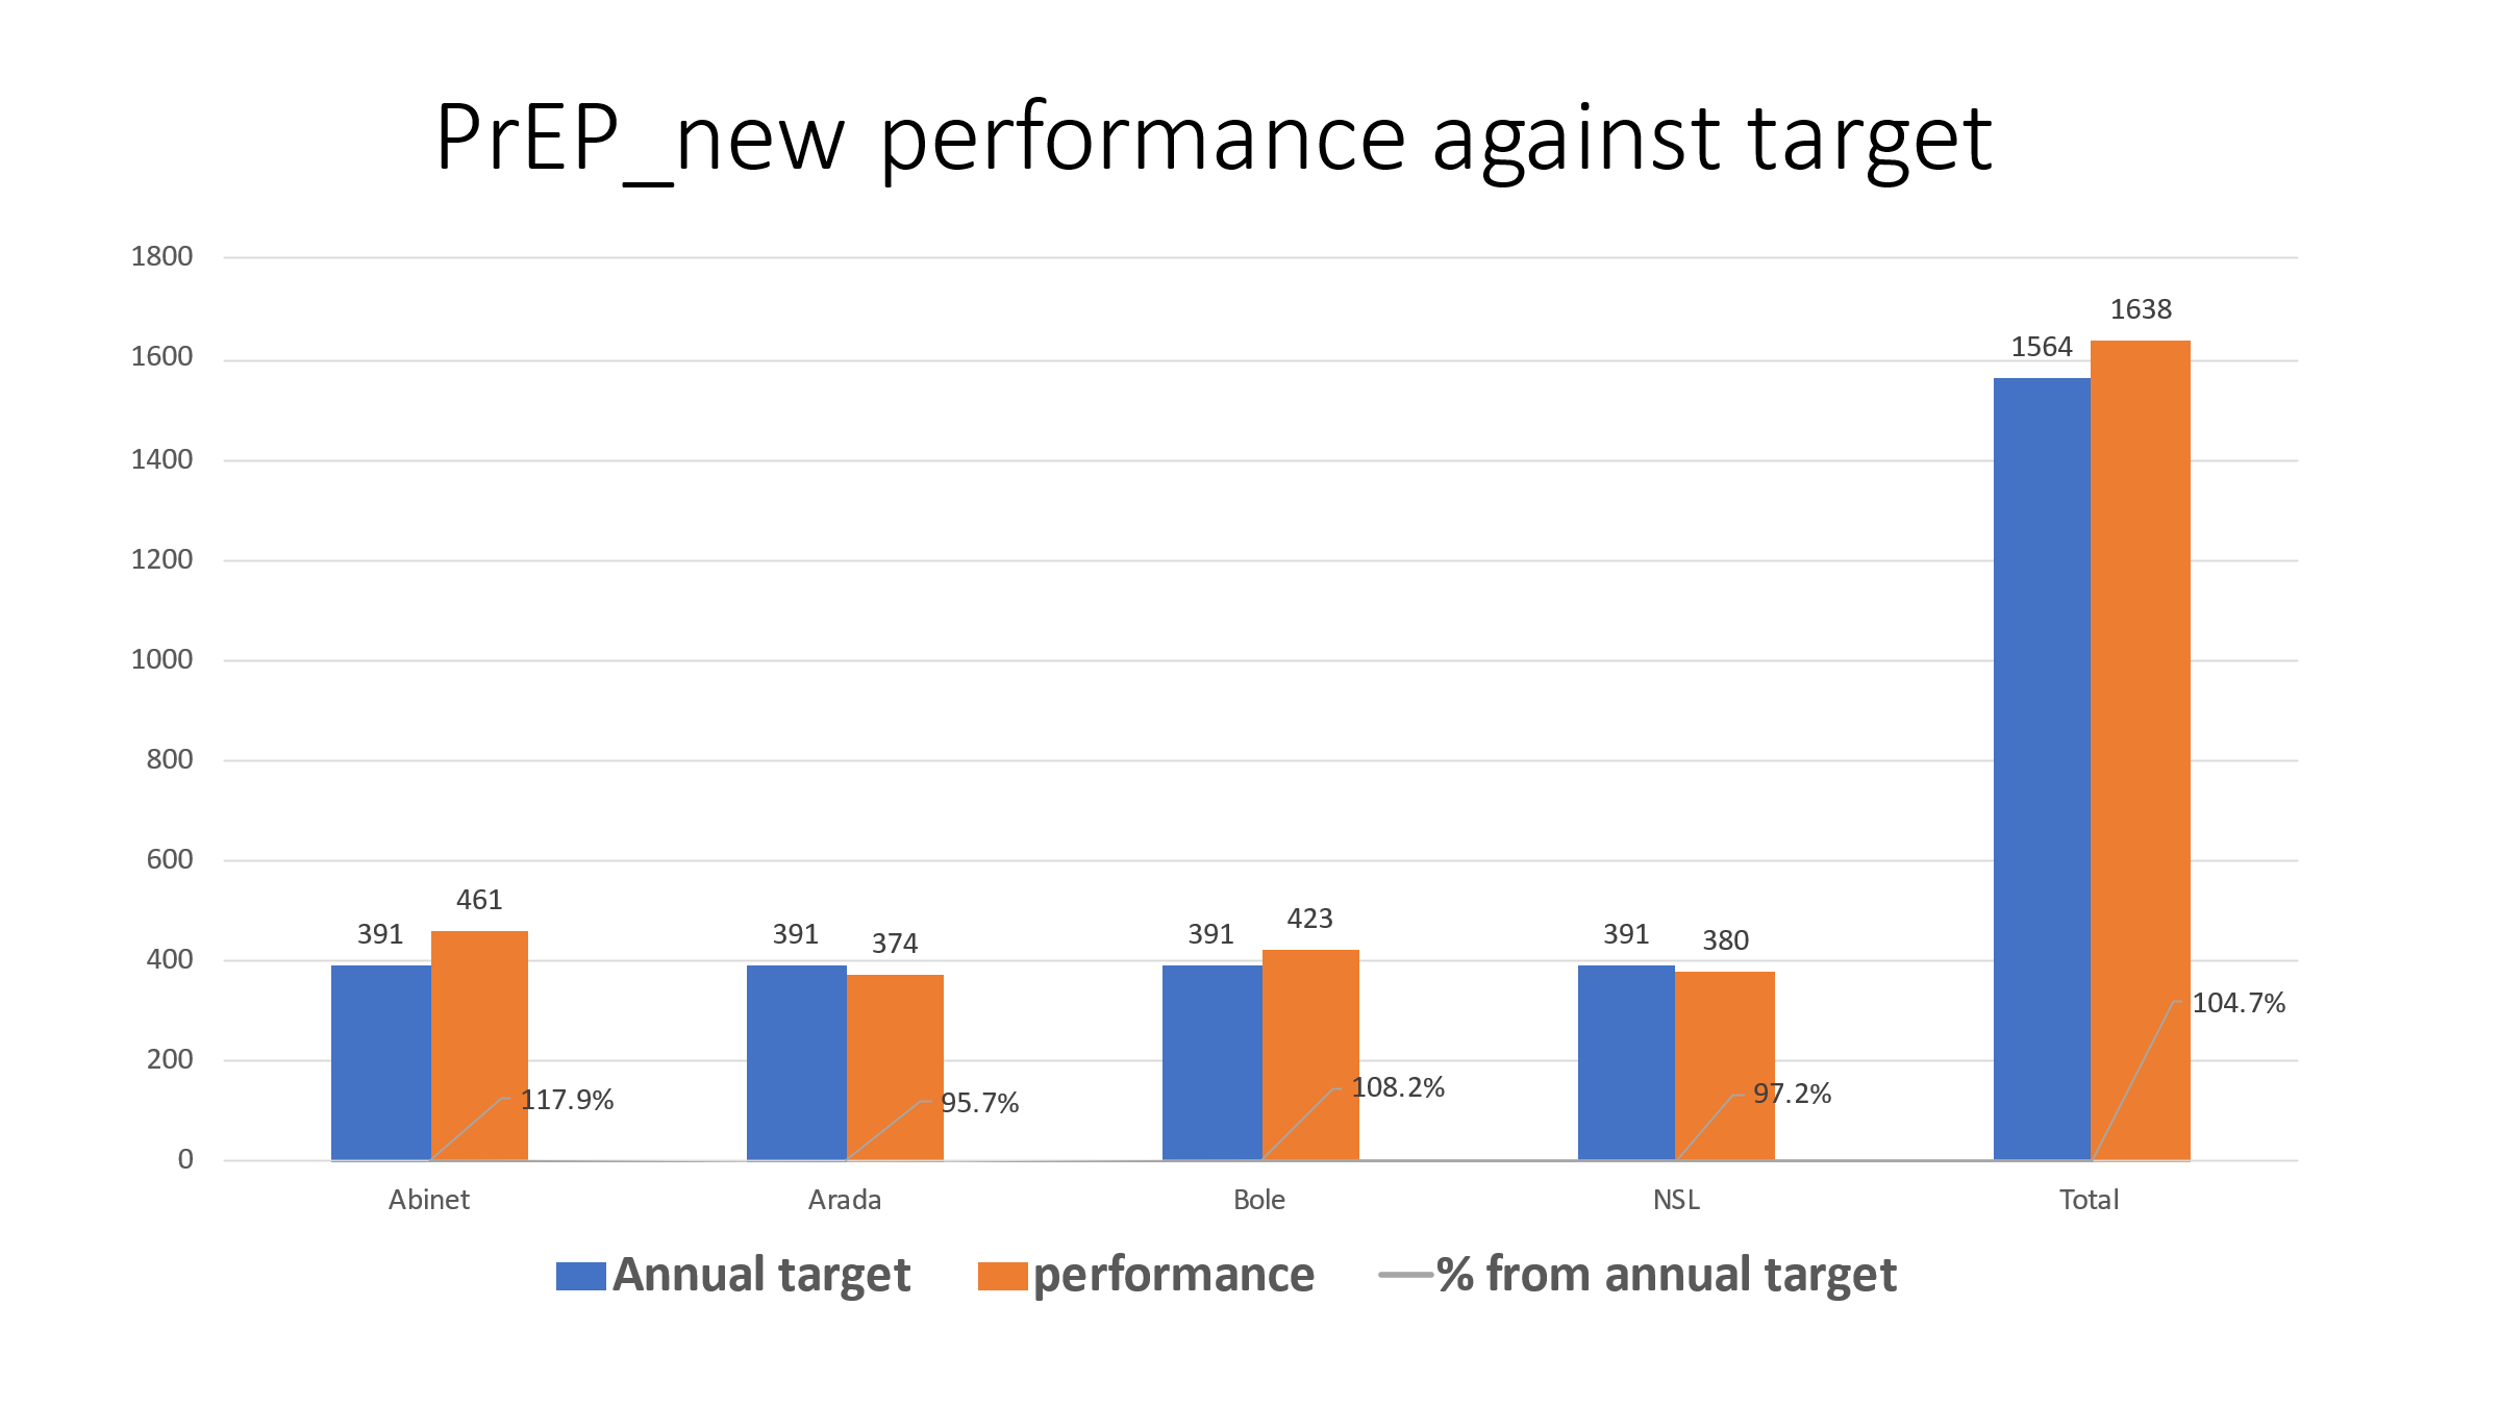 PrEP_new performance against target
1800
1600
1400
1200
1000
800
600
400
200
0
391
461
117.9%
391
374
95.7%
391
423
108.2%
391
380
97.2%
1564
1638
104.7%
Abinet
Arada
Bole
NSL
Total
Annual target
performance
% from annual target